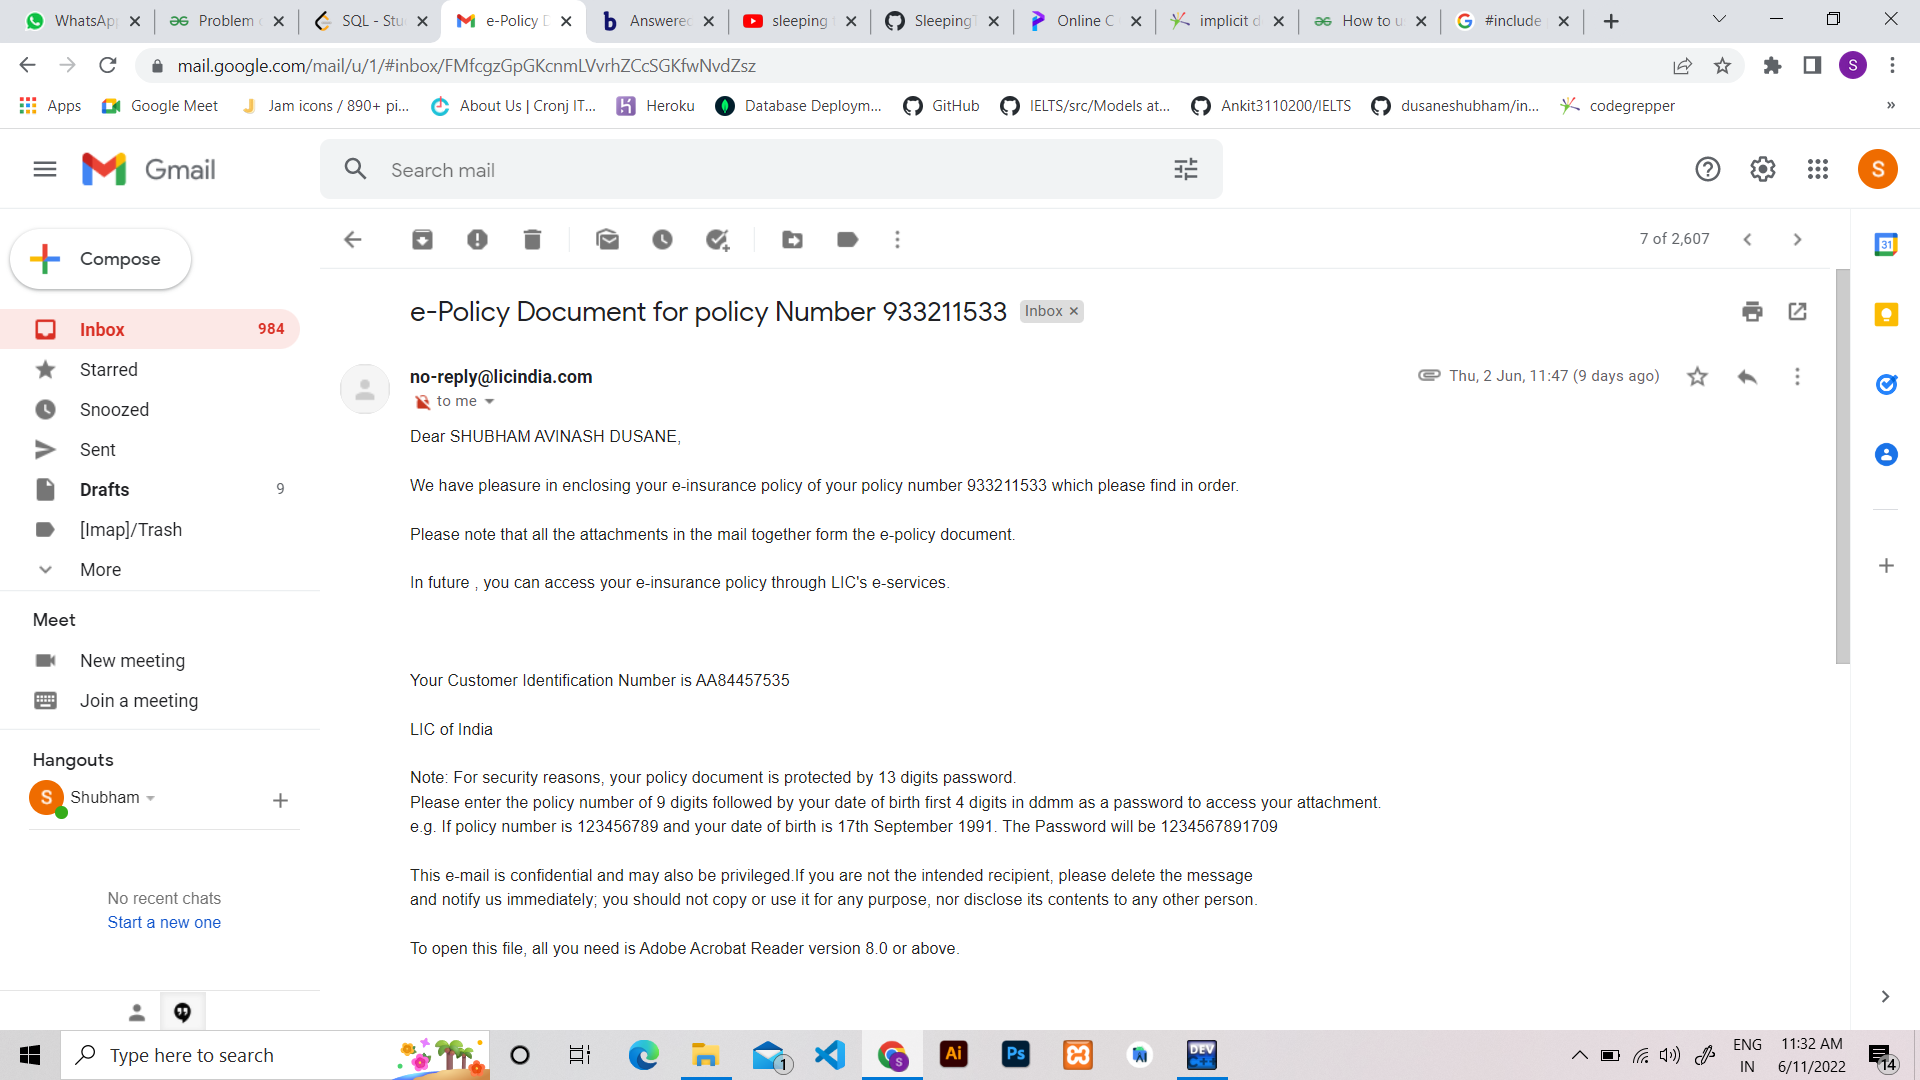 WhatsApp
Problem
SQL - Stu
e-Policy D
Answered
sleeping
Sleeping
Online C
implicit d
How to u
#include
mail.google.com/mail/u/1/#inbox/FMfcgzGpGKcnmLVvrhZCcSGKfwNvdZsz
S
Apps
Google Meet
Jam icons / 890+ pi...
About Us | Cronj IT...
Heroku
Database Deploym...
GitHub
IELTS/src/Models at...
Ankit3110200/IELTS
dusaneshubham/in...
codegrepper
»
Gmail
Search mail
S
Compose
7 of 2,607
31
Inbox 984
Starred
Snoozed
Sent
Drafts 9
[Imap]/Trash
More
Meet
New meeting
Join a meeting
Hangouts
S Shubham
No recent chats
Start a new one
e-Policy Document for policy Number 933211533 Inbox ×
no-reply@licindia.com Thu, 2 Jun, 11:47 (9 days ago)
to me
Dear SHUBHAM AVINASH DUSANE,
We have pleasure in enclosing your e-insurance policy of your policy number 933211533 which please find in order.
Please note that all the attachments in the mail together form the e-policy document.
In future , you can access your e-insurance policy through LIC's e-services.
Your Customer Identification Number is AA84457535
LIC of India
Note: For security reasons, your policy document is protected by 13 digits password.
Please enter the policy number of 9 digits followed by your date of birth first 4 digits in ddmm as a password to access your attachment.
e.g. If policy number is 123456789 and your date of birth is 17th September 1991. The Password will be 1234567891709
This e-mail is confidential and may also be privileged.If you are not the intended recipient, please delete the message
and notify us immediately; you should not copy or use it for any purpose, nor disclose its contents to any other person.
To open this file, all you need is Adobe Acrobat Reader version 8.0 or above.
Type here to search
1
S
Ai
Ps
DEV
ENG
IN
11:32 AM
6/11/2022
14